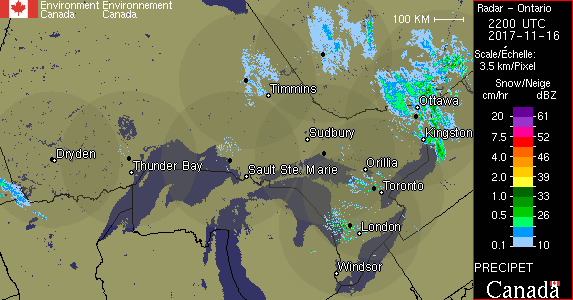 Environment Environnement
Canada Canada
100 KM
Timmins
Ottawa
Sudbury
Kingston
Dryden
Thunder Bay
Sault Ste. Marie
Orillia
Toronto
London
Windsor
Radar - Ontario
2200 UTC
2017-11-16
Scale/Échelle:
3.5 km/Pixel
Snow/Neige
cm/hr dBZ
20 61
7.5 52
4.0 46
2.0 39
1.0 33
0.5 26
0.1 10
PRECIPET
Canada